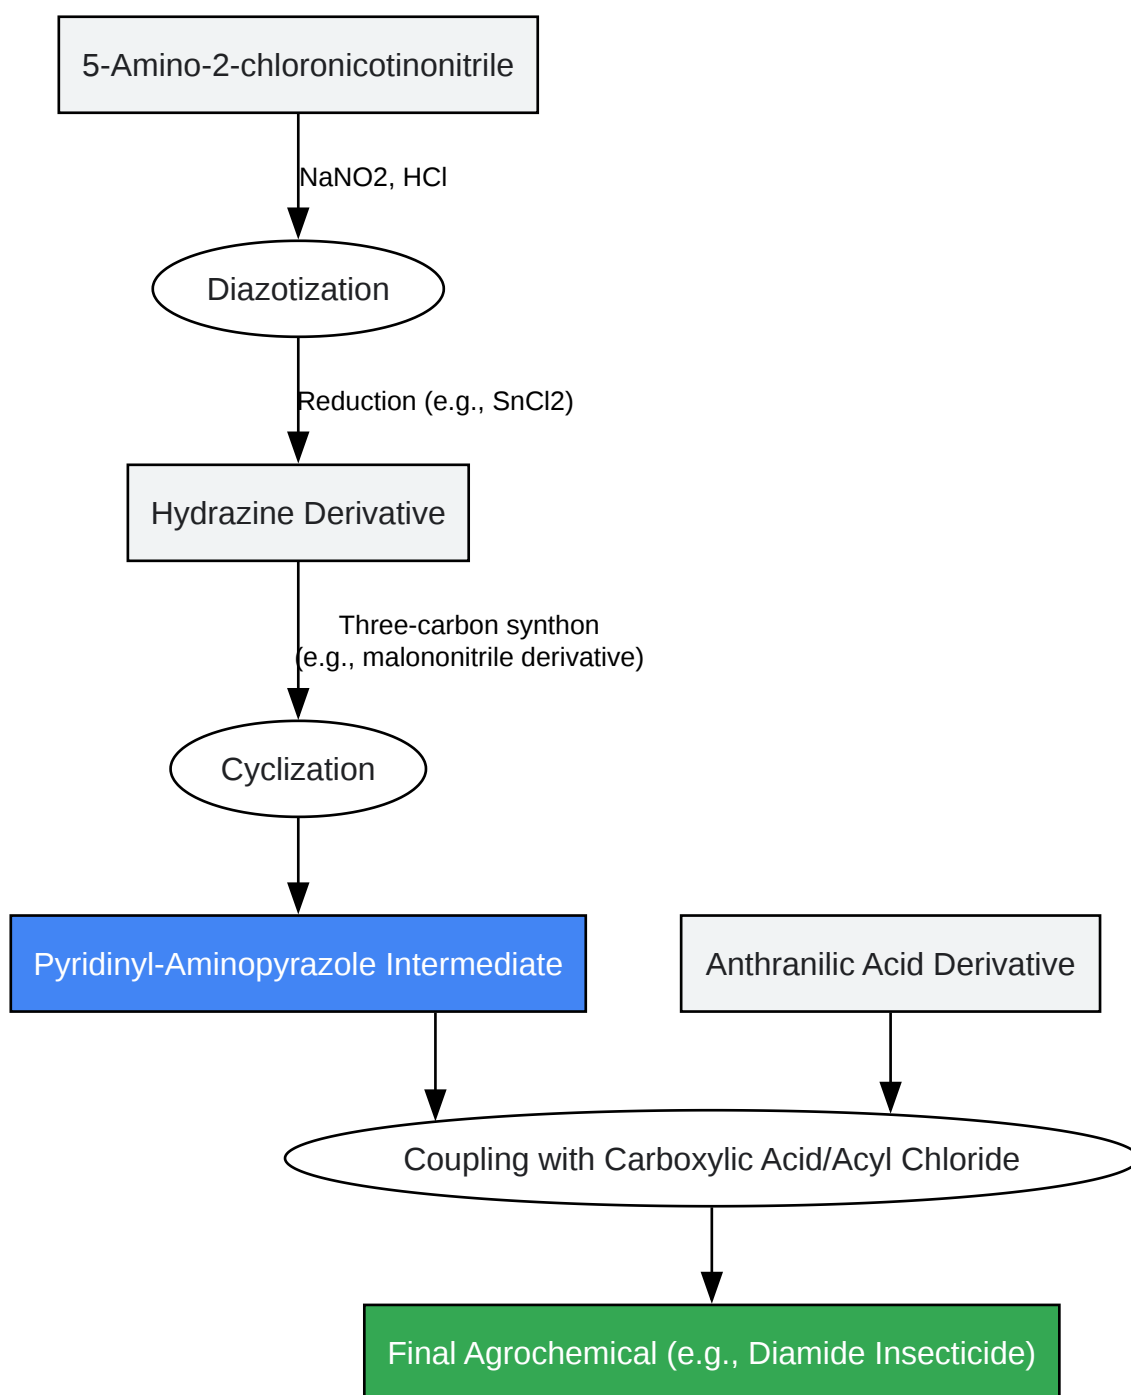 5-Amino-2-chloronicotinonitrile
NaNO2, HCl
Diazotization
Reduction (e.g., SnCl2)
Hydrazine Derivative
Three-carbon synthon
(e.g., malononitrile derivative)
Cyclization
Pyridinyl-Aminopyrazole Intermediate
Anthranilic Acid Derivative
Coupling with Carboxylic Acid/Acyl Chloride
Final Agrochemical (e.g., Diamide Insecticide)